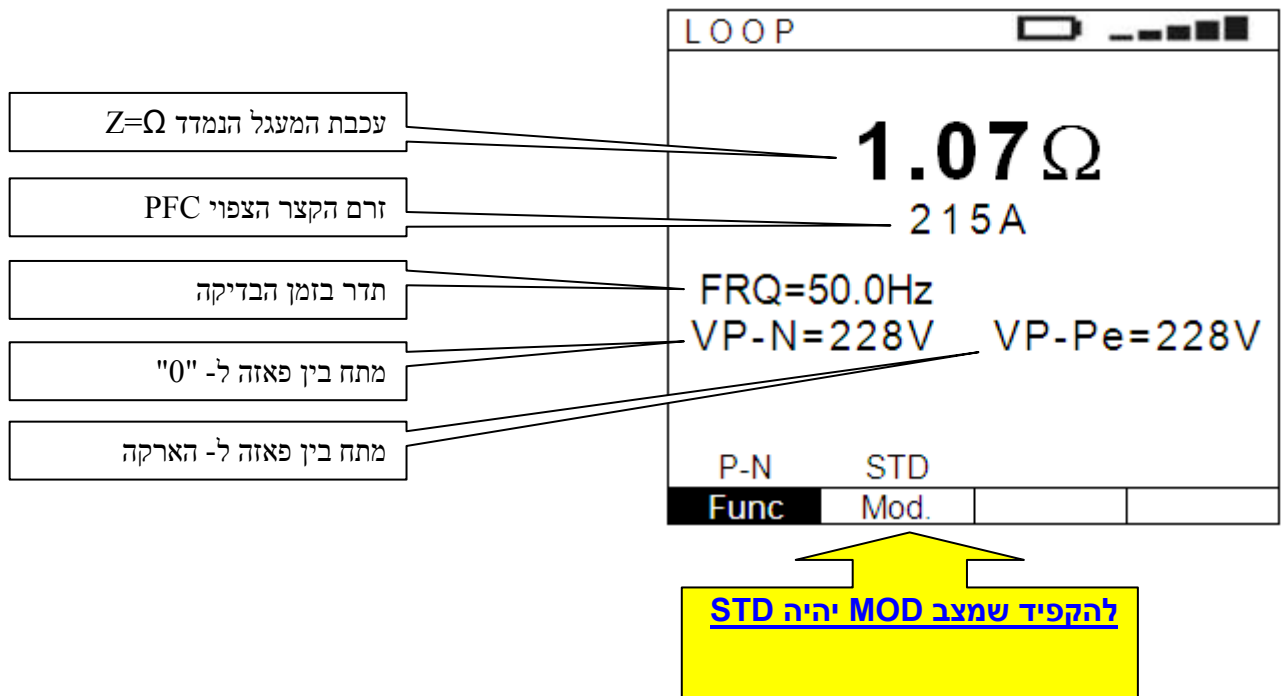 LOOP
עכבת המעגל הנמדד Z=Ω
1.07Ω
זרם הקצר הצפוי PFC
215A
תדר בזמן הבדיקה
FRQ=50.0Hz
מתח בין פאזה ל- "0"
VP-N=228V VP-Pe=228V
מתח בין פאזה ל- הארקה
P-N STD
Func Mod.
להקפיד שמצב MOD יהיה STD